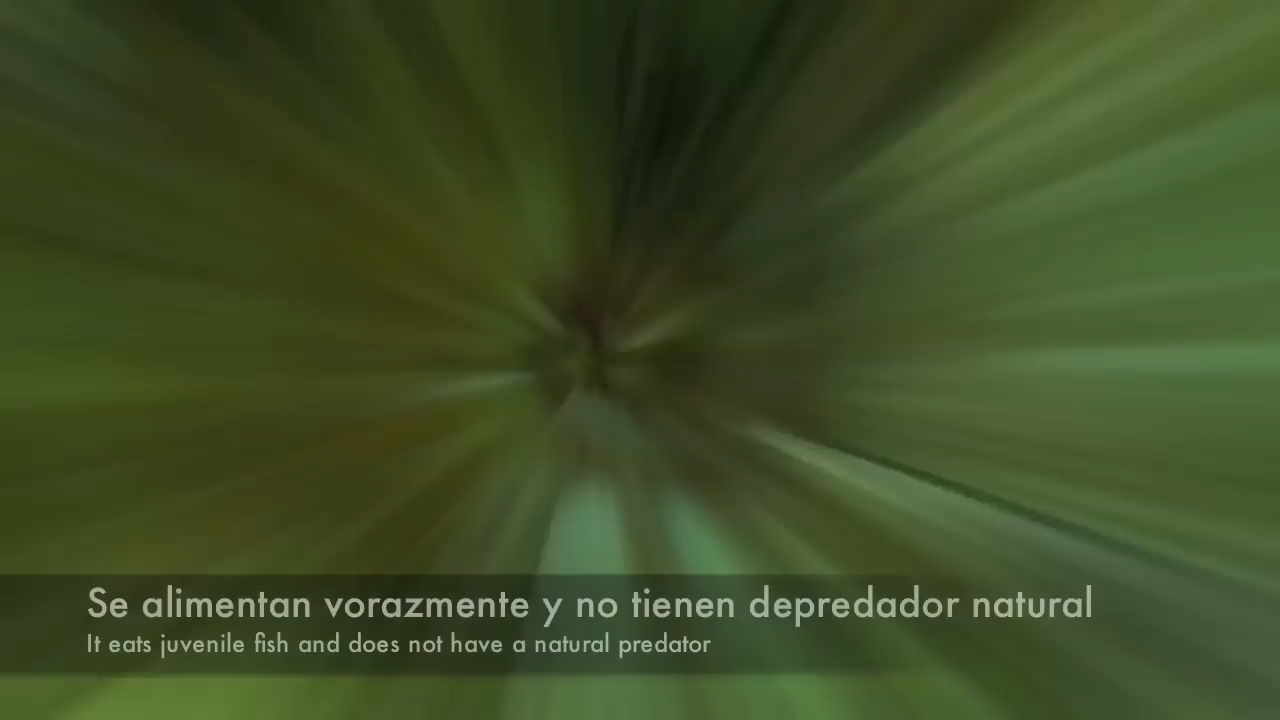 Se alimentan vorazmente y no tienen depredador natural
It eats juvenile fish and does not have a natural predator